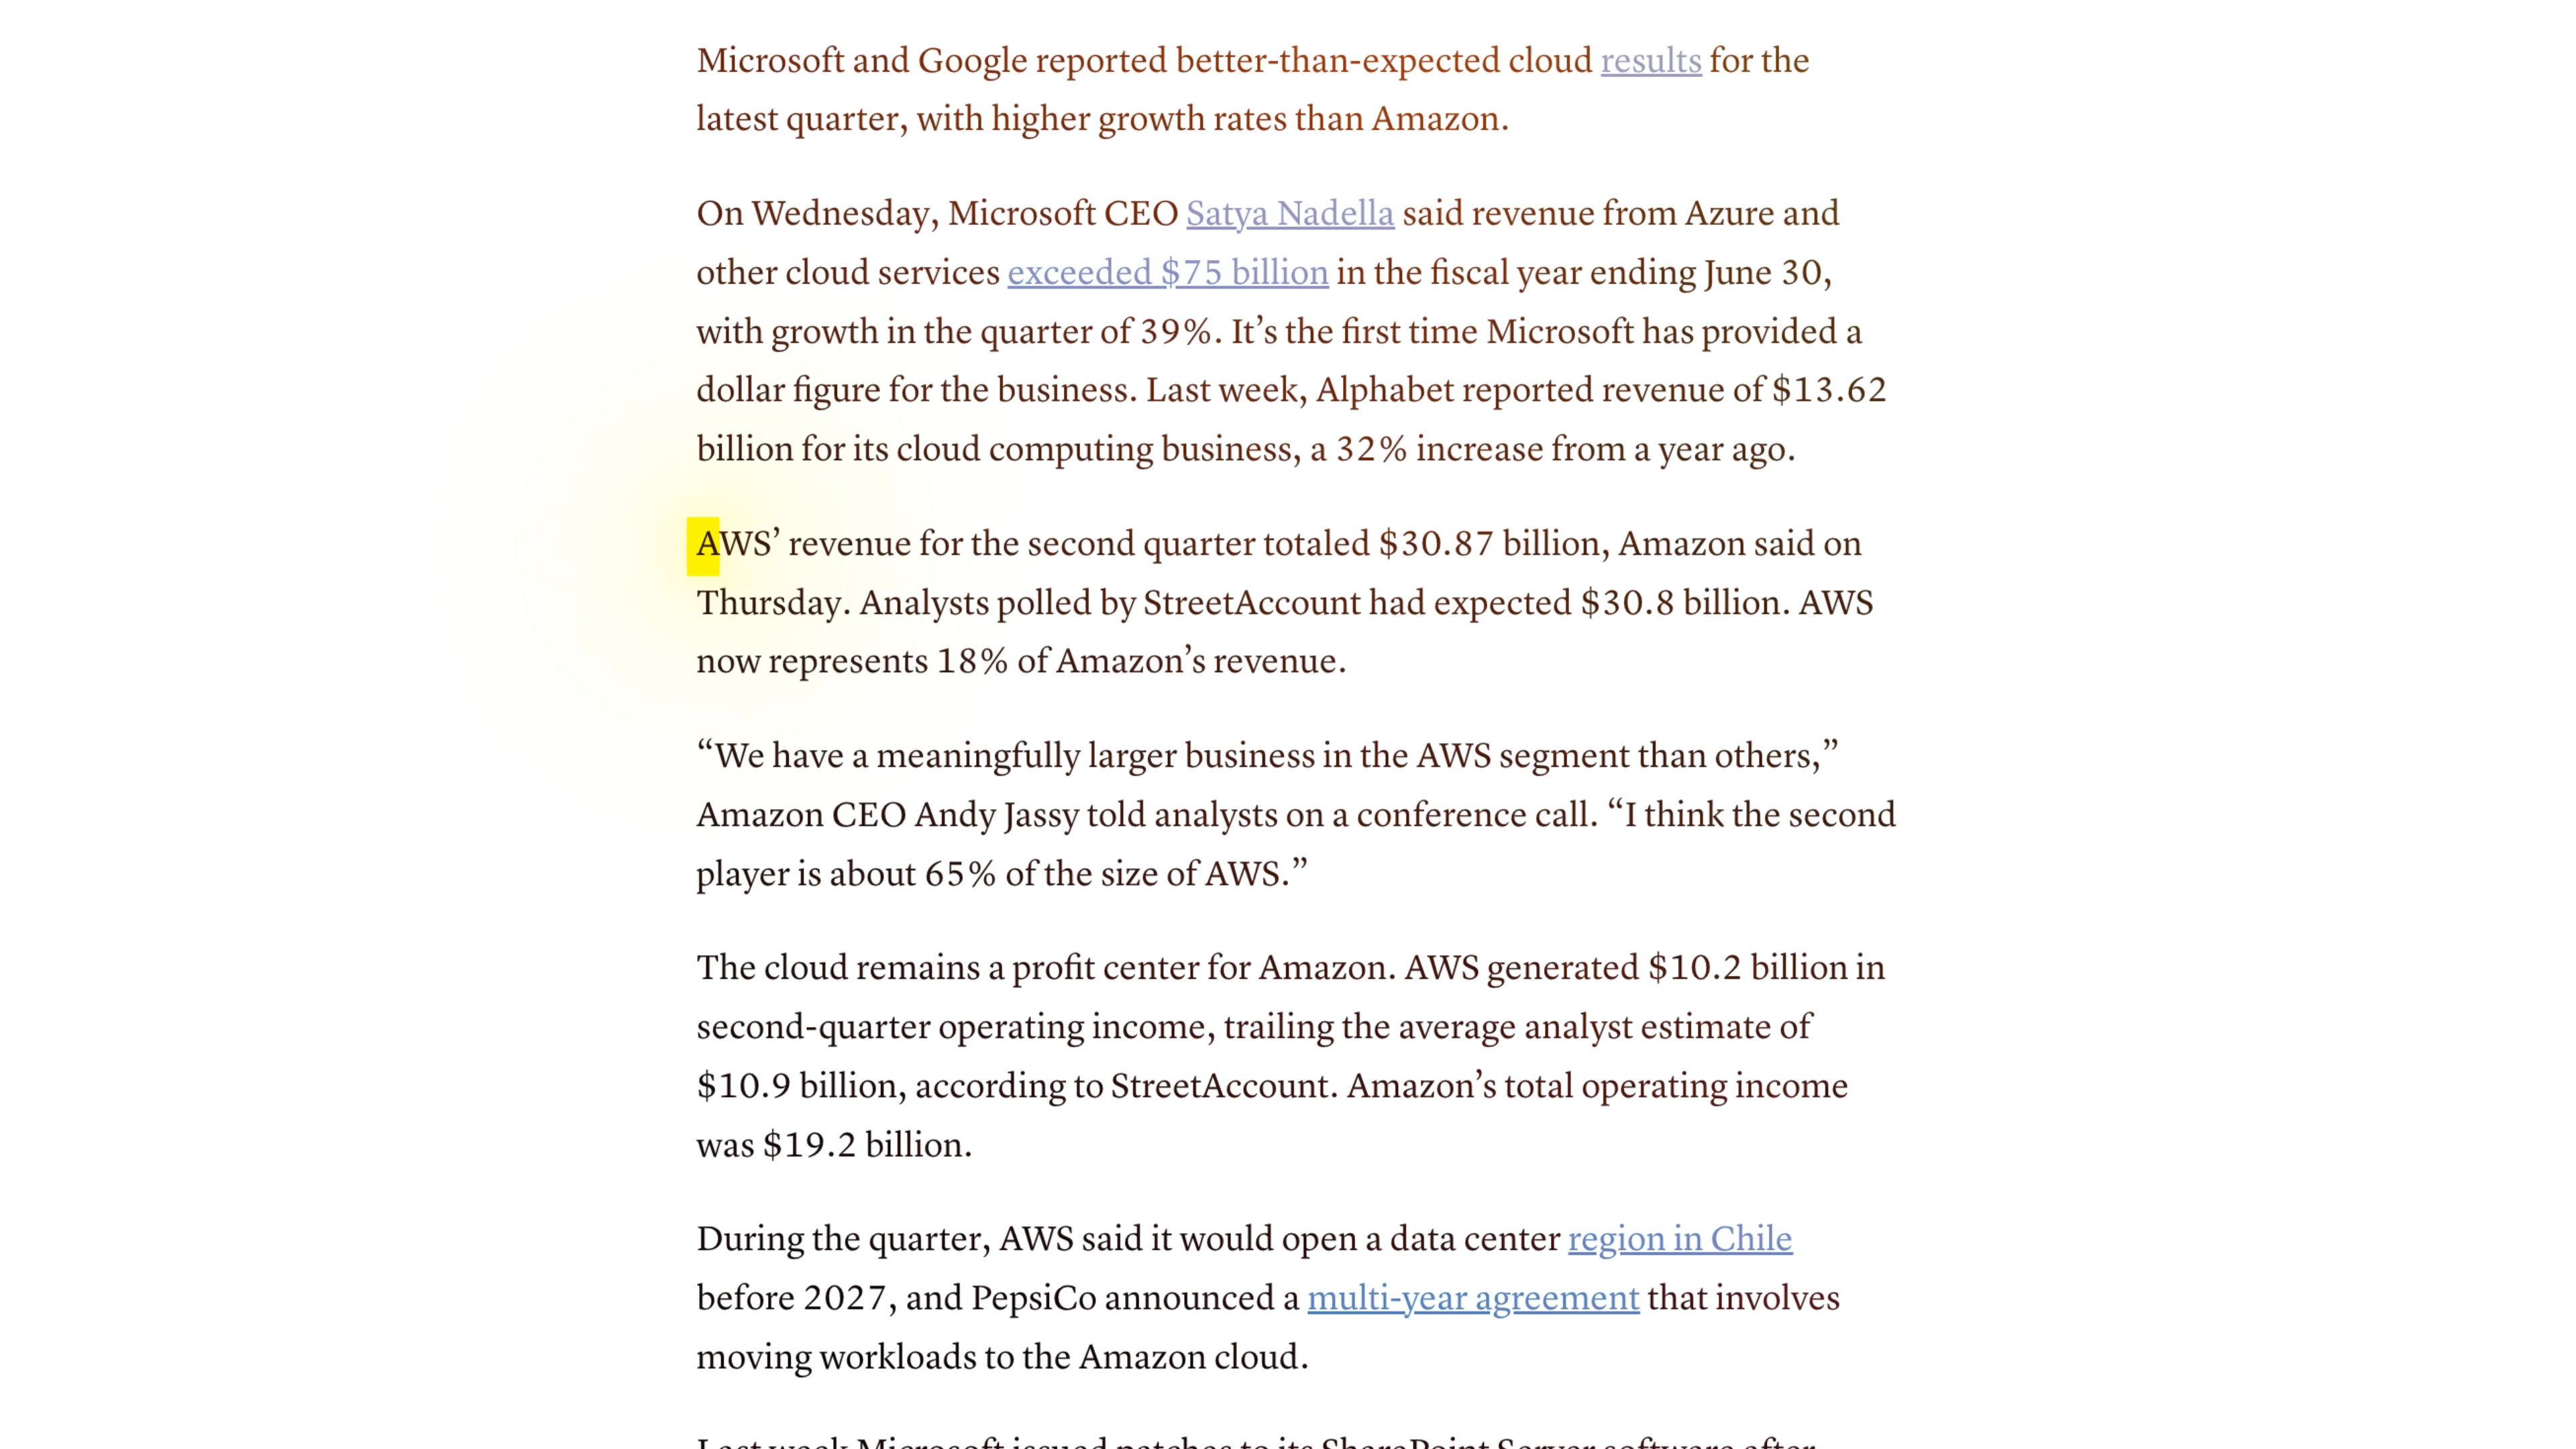 Microsoft and Google reported better-than-expected cloud results for the
latest quarter, with higher growth rates than Amazon.
On Wednesday, Microsoft CEO Satya Nadella said revenue from Azure and
other cloud services exceeded $75 billion in the fiscal year ending June 30,
with growth in the quarter of 39%. It’s the first time Microsoft has provided a
dollar figure for the business. Last week, Alphabet reported revenue of $13.62
billion for its cloud computing business, a 32% increase from a year ago.
AWS’ revenue for the second quarter totaled $30.87 billion, Amazon said on
Thursday. Analysts polled by StreetAccount had expected $30.8 billion. AWS
now represents 18% of Amazon’s revenue.
“We have a meaningfully larger business in the AWS segment than others,”
Amazon CEO Andy Jassy told analysts on a conference call. “I think the second
player is about 65% of the size of AWS.”
The cloud remains a profit center for Amazon. AWS generated $10.2 billion in
second-quarter operating income, trailing the average analyst estimate of
$10.9 billion, according to StreetAccount. Amazon’s total operating income
was $19.2 billion.
During the quarter, AWS said it would open a data center region in Chile
before 2027, and PepsiCo announced a multi-year agreement that involves
moving workloads to the Amazon cloud.
Last week Microsoft issued patches to its SharePoint Server software after